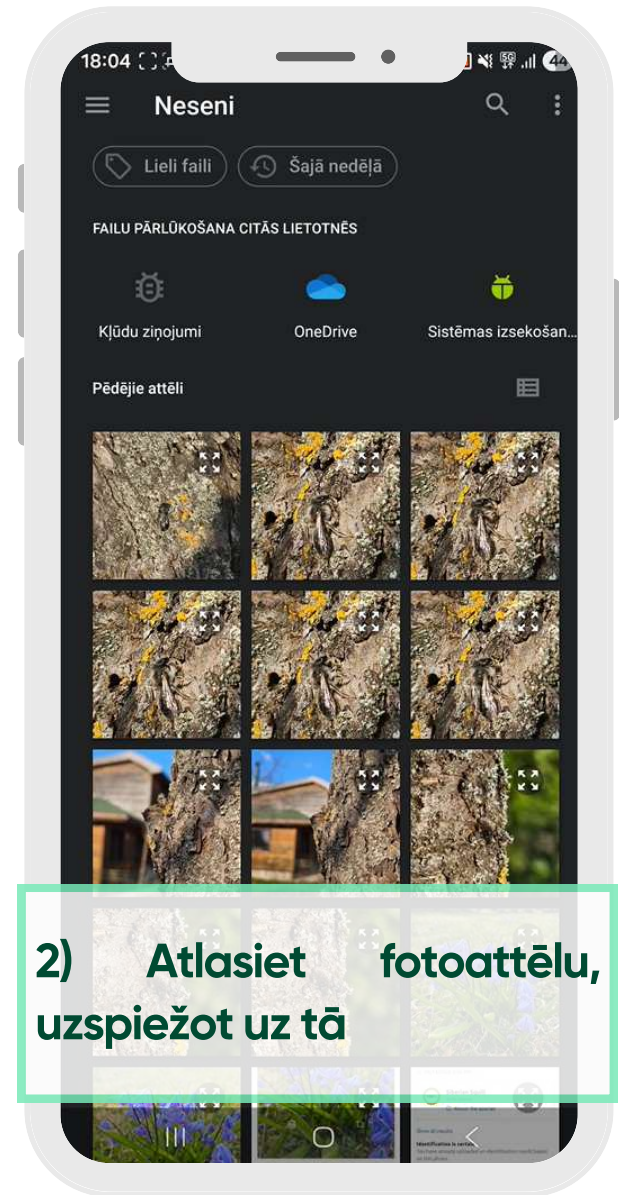 18:04
Neseni
Lieli faili
Šajā nedēļā
FAILU PĀRLŪKOŠANA CITĀS LIETOTNĒS
Kļūdu ziņojumi
OneDrive
Sistēmas izsekošan...
Pēdējie attēli
2) Atlasiet fotoattēlu,
uzspiežot uz tā